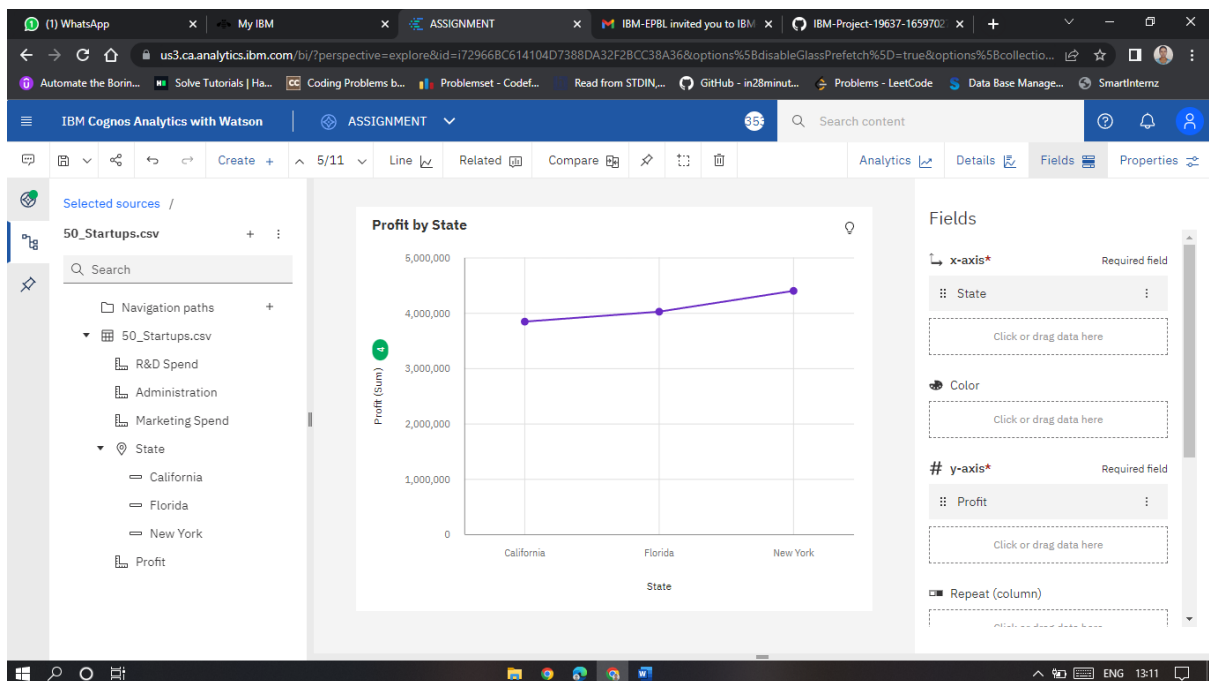 (1) WhatsApp
My IBM
ASSIGNMENT
IBM-EPBL invited you to IBM
IBM-Project-19637-1659702
us3.ca.analytics.ibm.com/bi/?perspective=explore&id=i72966BC614104D7388DA32F2BCC38A36&options%5BdisableGlassPrefetch%5D=true&options%5Bcollectio...
Automate the Borin...
Solve Tutorials | Ha...
Coding Problems b...
Problemset - Codef...
Read from STDIN,...
GitHub - in28minut...
Problems - LeetCode
Data Base Manage...
SmartInternz
IBM Cognos Analytics with Watson
ASSIGNMENT
353
Search content
Create +
5/11
Line
Related
Compare
Analytics
Details
Fields
Properties
Selected sources /
50_Startups.csv
Search
Navigation paths
50_Startups.csv
R&D Spend
Administration
Marketing Spend
State
California
Florida
New York
Profit
Profit by State
5,000,000
4,000,000
3,000,000
2,000,000
1,000,000
0
Profit (Sum)
California
Florida
New York
State
Fields
x-axis*
Required field
State
Click or drag data here
Color
Click or drag data here
y-axis*
Required field
Profit
Click or drag data here
Repeat (column)
Click or drag data here
ENG
13:11